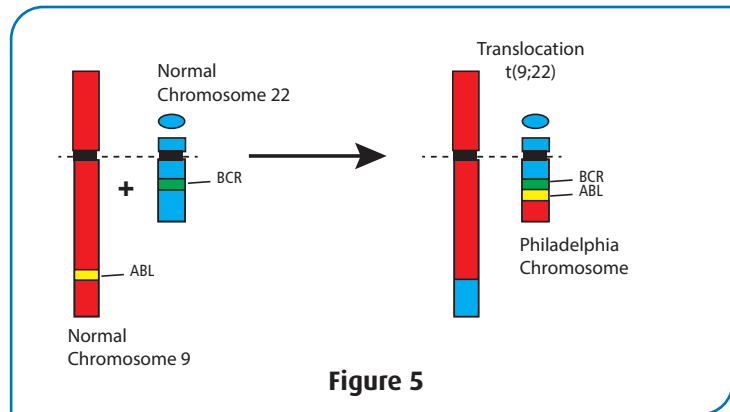 Normal
Chromosome 22
Translocation
t(9;22)
+
BCR
BCR
ABL
ABL
Philadelphia
Chromosome
Normal
Chromosome 9
Figure 5